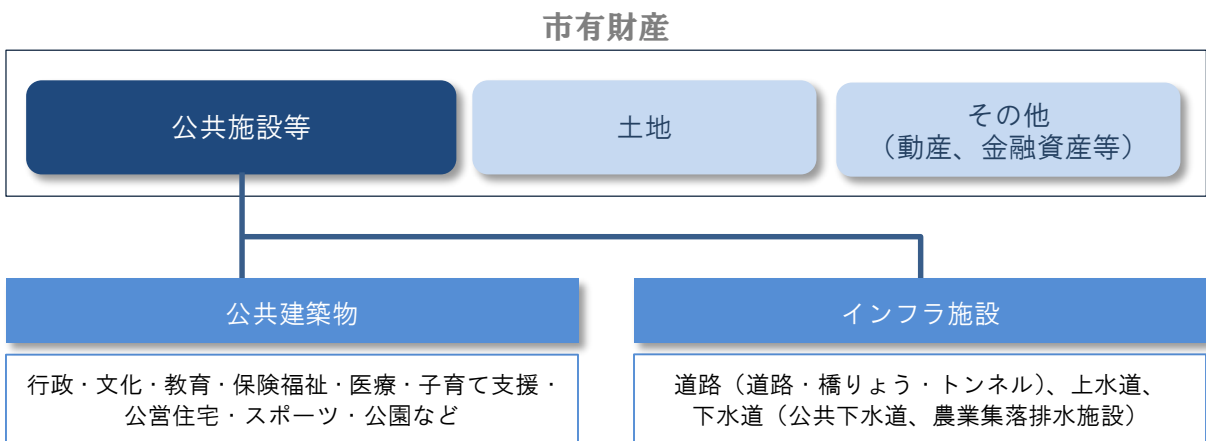 市有財産
公共施設等
土地
その他
（動産、金融資産等）
公共建築物
インフラ施設
行政・文化・教育・保険福祉・医療・子育て支援・
公営住宅・スポーツ・公園など
道路（道路・橋りょう・トンネル）、上水道、
下水道（公共下水道、農業集落排水施設）